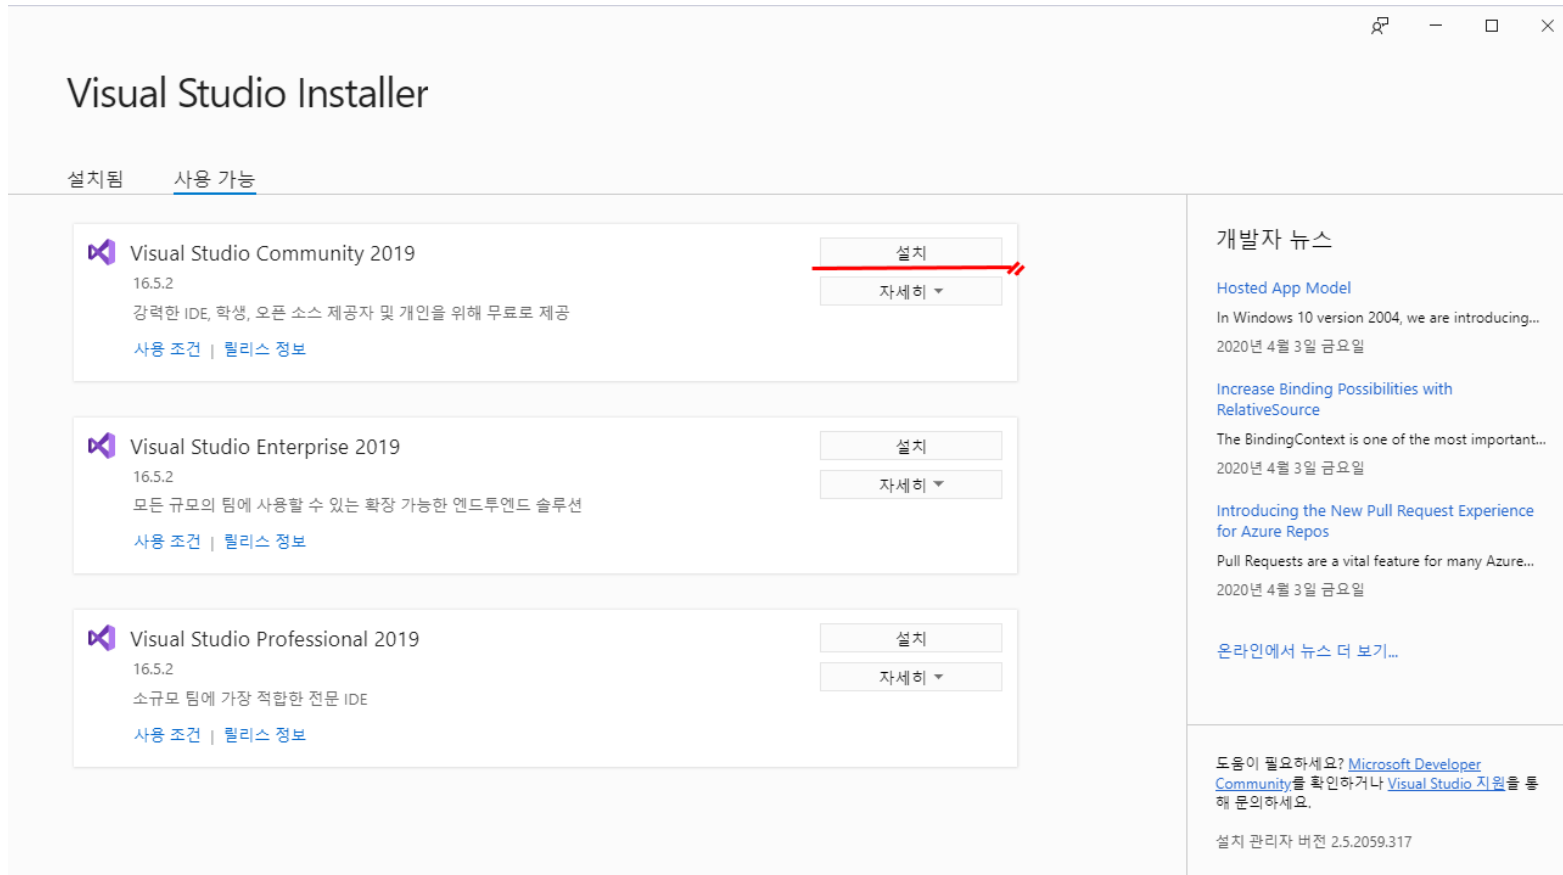 Visual Studio Installer
설치됨
사용 가능
Visual Studio Community 2019
16.5.2
강력한 IDE, 학생, 오픈 소스 제공자 및 개인을 위해 무료로 제공
사용 조건 | 릴리스 정보
설치
자세히
Visual Studio Enterprise 2019
16.5.2
모든 규모의 팀에 사용할 수 있는 확장 가능한 엔드투엔드 솔루션
사용 조건 | 릴리스 정보
설치
자세히
Visual Studio Professional 2019
16.5.2
소규모 팀에 가장 적합한 전문 IDE
사용 조건 | 릴리스 정보
설치
자세히
개발자 뉴스
Hosted App Model
In Windows 10 version 2004, we are introducing...
2020년 4월 3일 금요일
Increase Binding Possibilities with
RelativeSource
The BindingContext is one of the most important...
2020년 4월 3일 금요일
Introducing the New Pull Request Experience
for Azure Repos
Pull Requests are a vital feature for many Azure...
2020년 4월 3일 금요일
온라인에서 뉴스 더 보기...
도움이 필요하세요? Microsoft Developer
Community를 확인하거나 Visual Studio 지원을 통
해 문의하세요.
설치 관리자 버전 2.5.2059.317